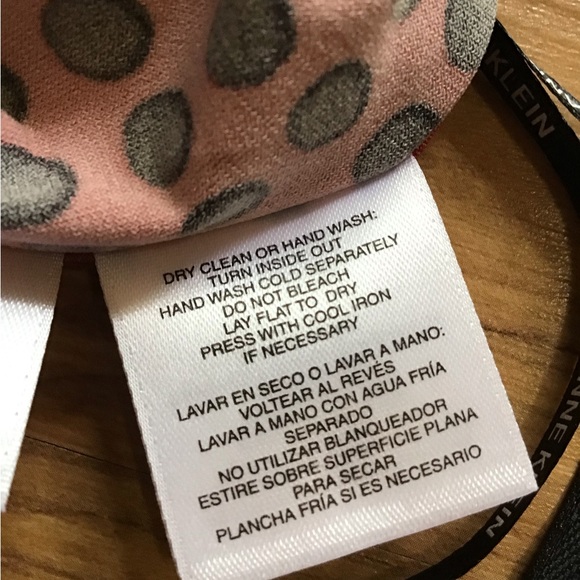 DRY CLEAN OR HAND WASH:
TURN INSIDE OUT
HAND WASH COLD SEPARATELY
DO NOT BLEACH
LAY FLAT TO DRY
PRESS WITH COOL IRON
IF NECESSARY
LAVAR EN SECO O LAVAR A MANO:
VOLTEAR AL REVÉS
LAVAR A MANO CON AGUA FRÍA
SEPARADO
NO UTILIZAR BLANQUEADOR
ESTIRE SOBRE SUPERFICIE PLANA
PARA SECAR
PLANCHA FRÍA SI ES NECESARIO
KLEIN
KLEIN